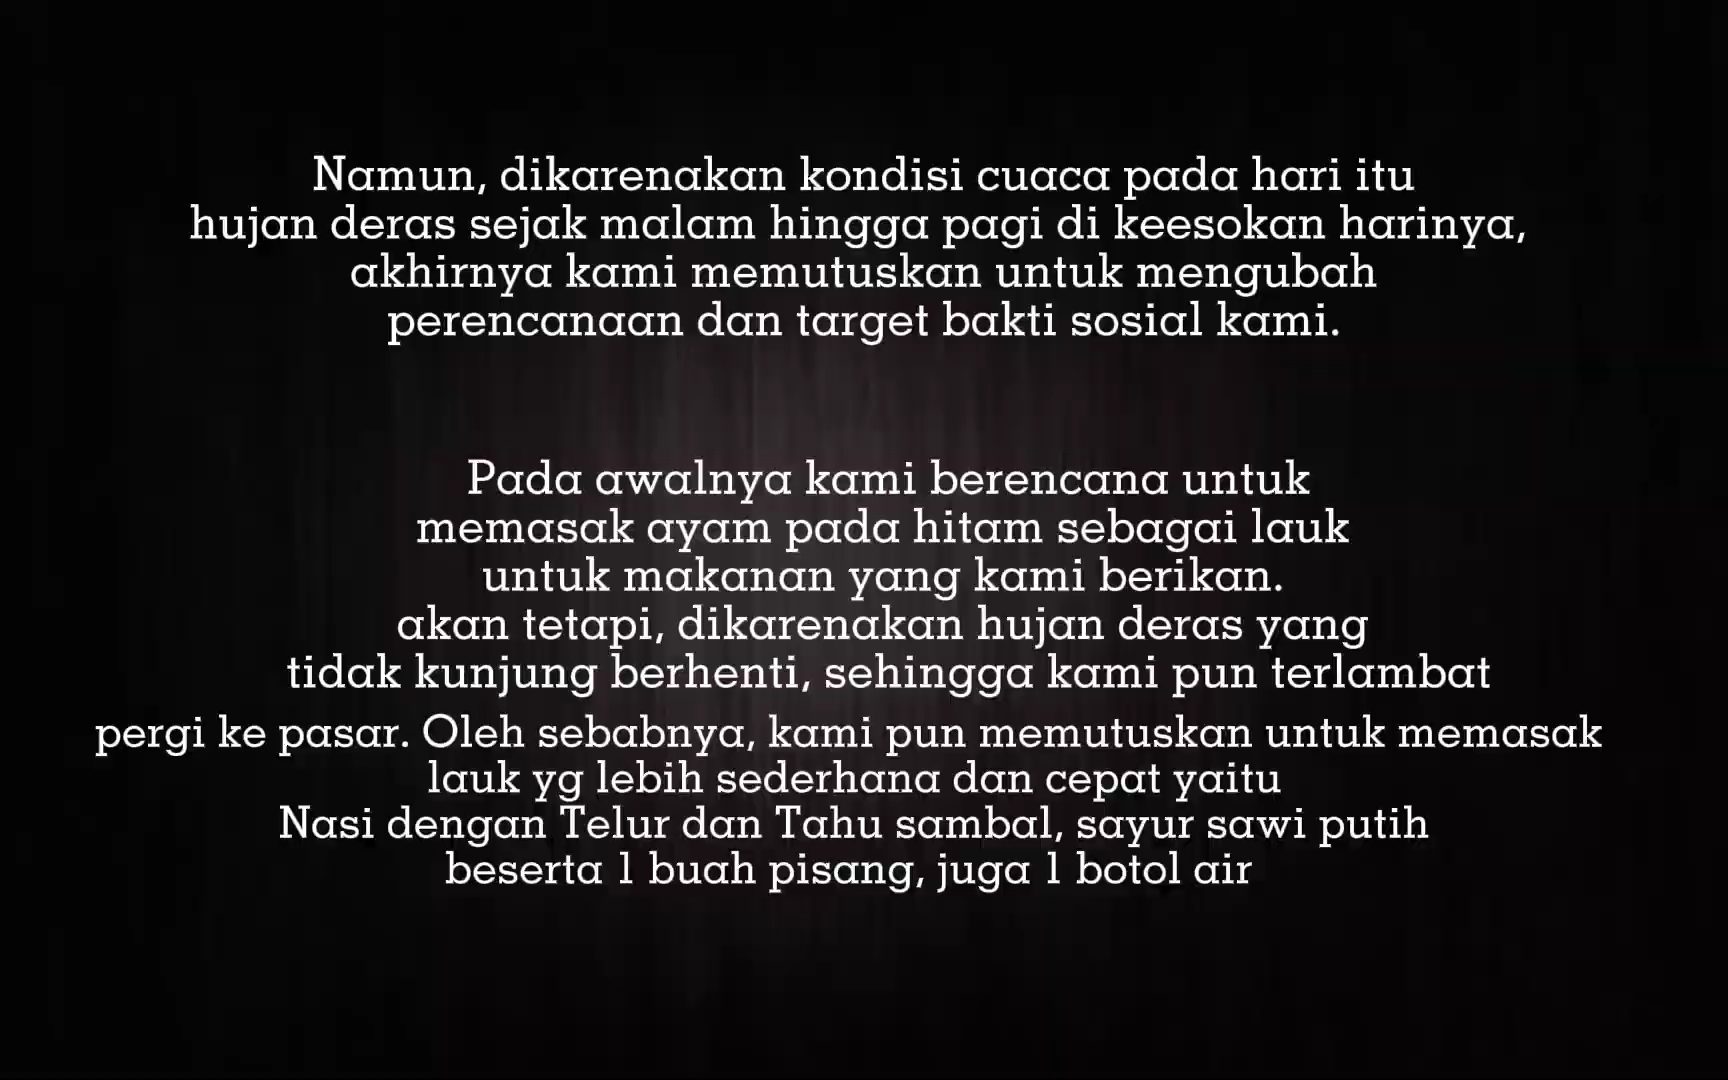 Namun, dikarenakan kondisi cuaca pada hari itu
hujan deras sejak malam hingga pagi di keesokan harinya,
akhirnya kami memutuskan untuk mengubah
perencanaan dan target bakti sosial kami.
Pada awalnya kami berencana untuk
memasak ayam pada hitam sebagai lauk
untuk makanan yang kami berikan.
akan tetapi, dikarenakan hujan deras yang
tidak kunjung berhenti, sehingga kami pun terlambat
pergi ke pasar. Oleh sebabnya, kami pun memutuskan untuk memasak
lauk yg lebih sederhana dan cepat yaitu
Nasi dengan Telur dan Tahu sambal, sayur sawi putih
beserta 1 buah pisang, juga 1 botol air